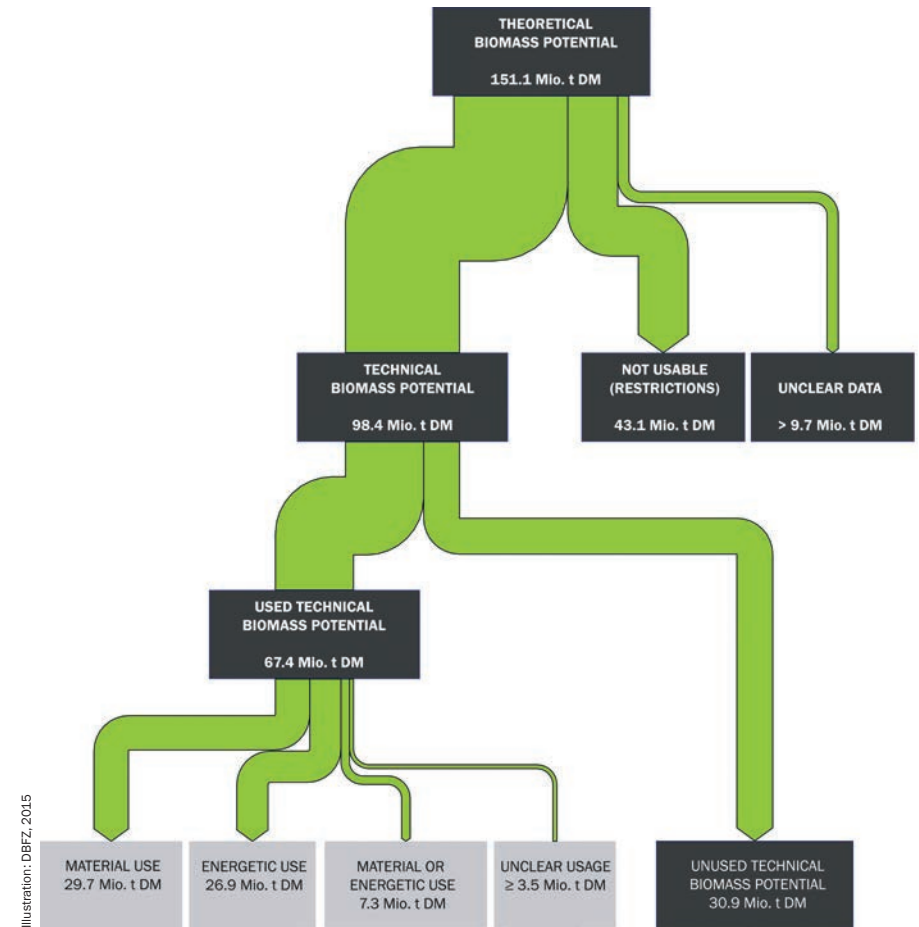 THEORETICAL
BIOMASS POTENTIAL
151.1 Mio. t DM
TECHNICAL
BIOMASS POTENTIAL
98.4 Mio. t DM
NOT USABLE
(RESTRICTIONS)
43.1 Mio. t DM
UNCLEAR DATA
> 9.7 Mio. t DM
USED TECHNICAL
BIOMASS POTENTIAL
67.4 Mio. t DM
MATERIAL USE
29.7 Mio. t DM
ENERGETIC USE
26.9 Mio. t DM
MATERIAL OR
ENERGETIC USE
7.3 Mio. t DM
UNCLEAR USAGE
≥ 3.5 Mio. t DM
UNUSED TECHNICAL
BIOMASS POTENTIAL
30.9 Mio. t DM
Illustration: DBFZ, 2015